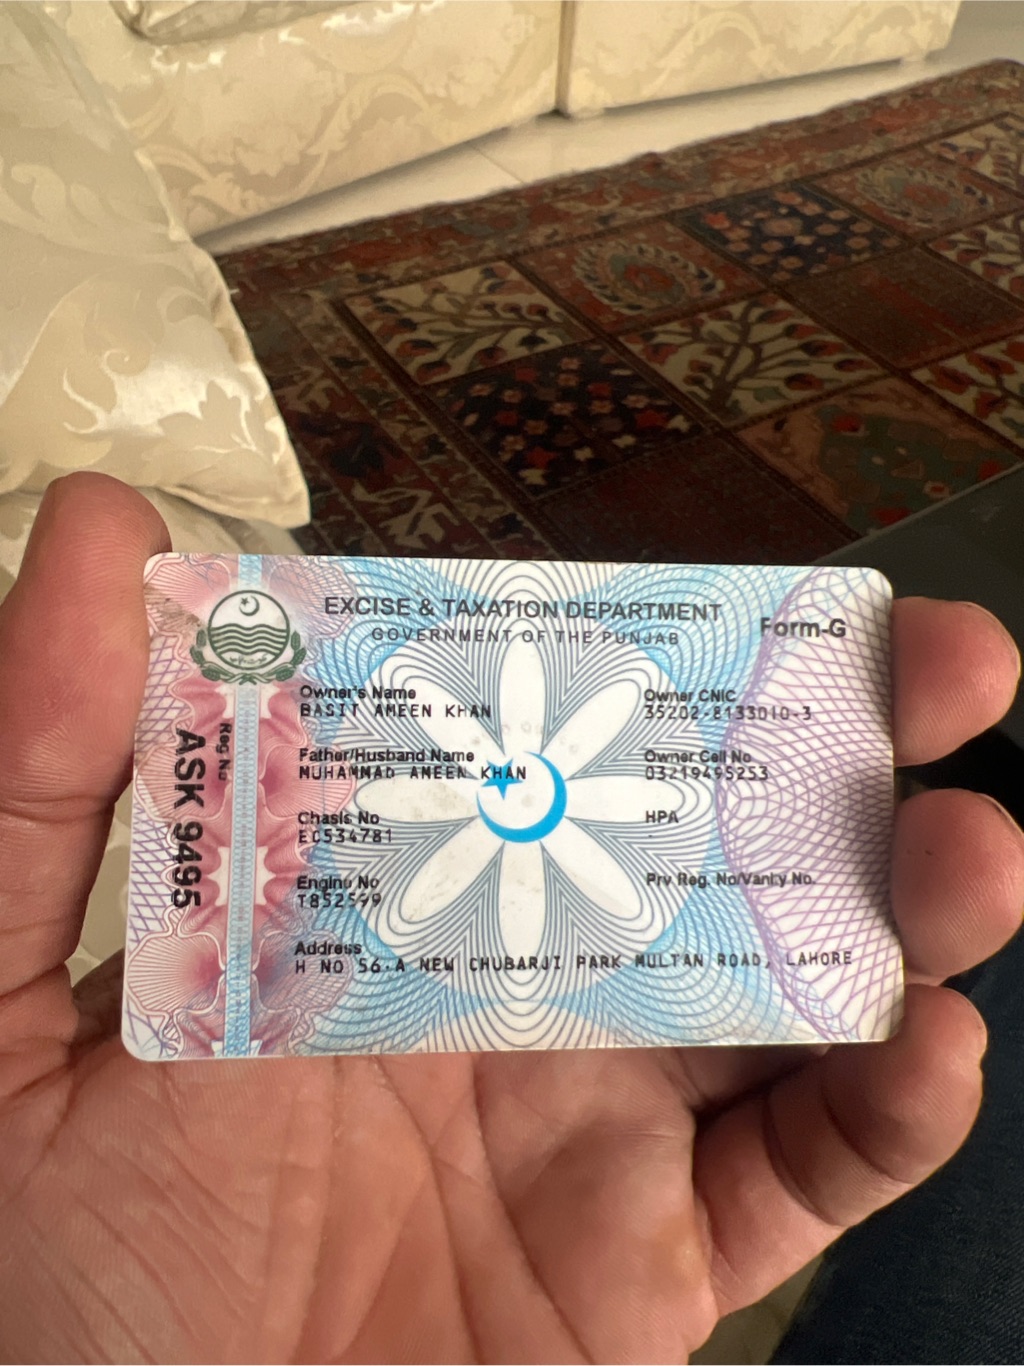 EXCISE & TAXATION DEPARTMENT
GOVERNMENT OF THE PUNJAB
Form-G
Reg No
ASK 9495
Owner's Name
BASIT AMEEN KHAN
Owner CNIC
35202-8133010-3
Father/Husband Name
MUHAMMAD AMEEN KHAN
Owner Cell No
03219495253
Chasis No
EC534781
HPA
Engine No
T852599
Prv Reg. No/Vanity No.
Address
H NO 56-A NEW CHUBARJI PARK MULTAN ROAD, LAHORE